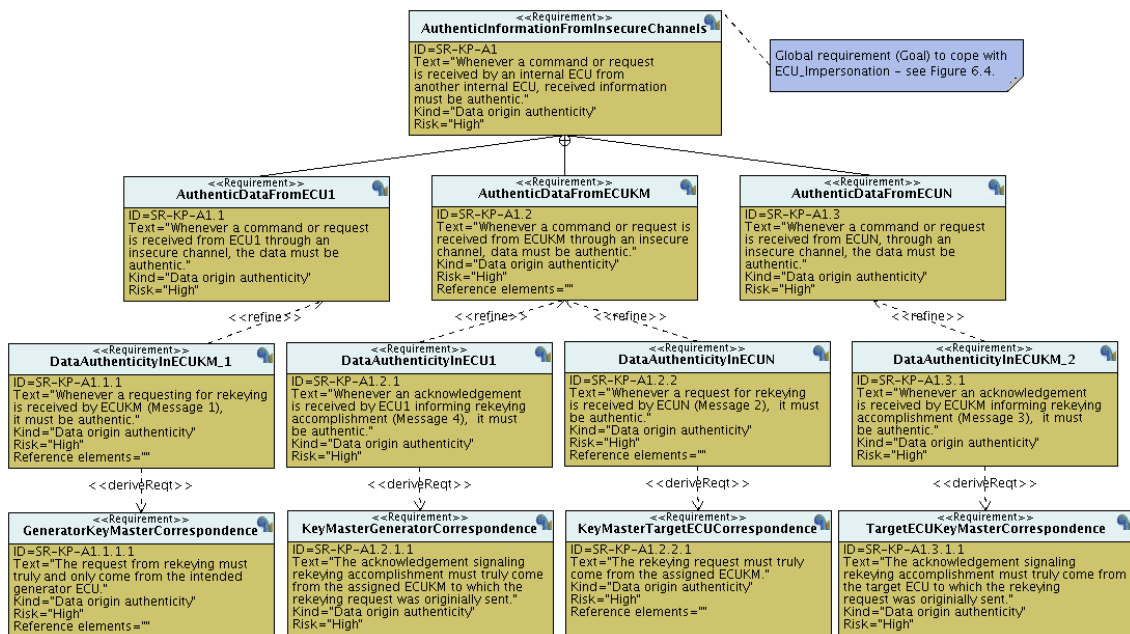 <<Requirement>>
AuthenticInformationFromInsecureChannels
ID=SR-KP-A1
Text="Whenever a command or request
is received by an internal ECU from
another internal ECU, received information
must be authentic."
Kind="Data origin authenticity"
Risk="High"
Global requirement (Goal) to cope with
ECU_Impersonation - see Figure 6.4.
<<Requirement>>
AuthenticDataFromECU1
ID=SR-KP-A1.1
Text="Whenever a command or request
is received from ECU1 through an
insecure channel, the data must be
authentic."
Kind="Data origin authenticity"
Risk="High"
<<Requirement>>
AuthenticDataFromECUKM
ID=SR-KP-A1.2
Text="Whenever a command or request is
received from ECUKM through an insecure
channel, data must be authentic."
Kind="Data origin authenticity"
Risk="High"
Reference elements=""
<<Requirement>>
AuthenticDataFromECUN
ID=SR-KP-A1.3
Text="Whenever a command or request
is received from ECUN, through an
insecure channel, the data must be
authentic."
Kind="Data origin authenticity"
Risk="High"
<<refine>>
<<refine>>
<<refine>>
<<refine>>
<<Requirement>>
DataAuthenticityInECUKM_1
ID=SR-KP-A1.1.1
Text="Whenever a requesting for rekeying
is received by ECUKM (Message 1),
it must be authentic."
Kind="Data origin authenticity"
Risk="High"
Reference elements=""
<<Requirement>>
DataAuthenticityInECU1
ID=SR-KP-A1.2.1
Text="Whenever an acknowledgement
is received by ECU1 informing rekeying
accomplishment (Message 4), it must
be authentic."
Kind="Data origin authenticity"
Risk="High"
<<Requirement>>
DataAuthenticityInECUN
ID=SR-KP-A1.2.2
Text="Whenever a request for rekeying
is received by ECUN (Message 2), it must
be authentic.
Kind="Data origin authenticity"
Risk="High"
Reference elements=""
<<Requirement>>
DataAuthenticityInECUKM_2
ID=SR-KP-A1.3.1
Text="Whenever an acknowledgement
is received by ECUKM informing rekeying
accomplishment (Message 3), it must
be authentic."
Kind="Data origin authenticity"
Risk="High"
<<deriveReqt>>
<<deriveReqt>>
<<deriveReqt>>
<<deriveReqt>>
<<Requirement>>
GeneratorKeyMasterCorrespondence
ID=SR-KP-A1.1.1.1
Text="The request from rekeying must
truly and only come from the intended
generator ECU."
Kind="Data origin authenticity"
Risk="High"
Reference elements=""
<<Requirement>>
KeyMasterGeneratorCorrespondence
ID=SR-KP-A1.2.1.1
Text="The acknowledgement signaling
rekeying accomplishment must truly come
from the assigned ECUKM to which the
rekeying request was originially sent."
Kind="Data origin authenticity"
Risk="High"
<<Requirement>>
KeyMasterTargetECUCorrespondence
ID=SR-KP-A1.2.2.1
Text="The rekeying request must truly
come from the assigned ECUKM."
Kind="Data origin authenticity"
Risk="High"
Reference elements=""
<<Requirement>>
TargetECUKeyMasterCorrespondence
ID=SR-KP-A1.3.1.1
Text="The acknowledgement signaling
rekeying accomplishment must truly come from
the target ECU to which the rekeying
request was originially sent."
Kind="Data origin authenticity"
Risk="High"